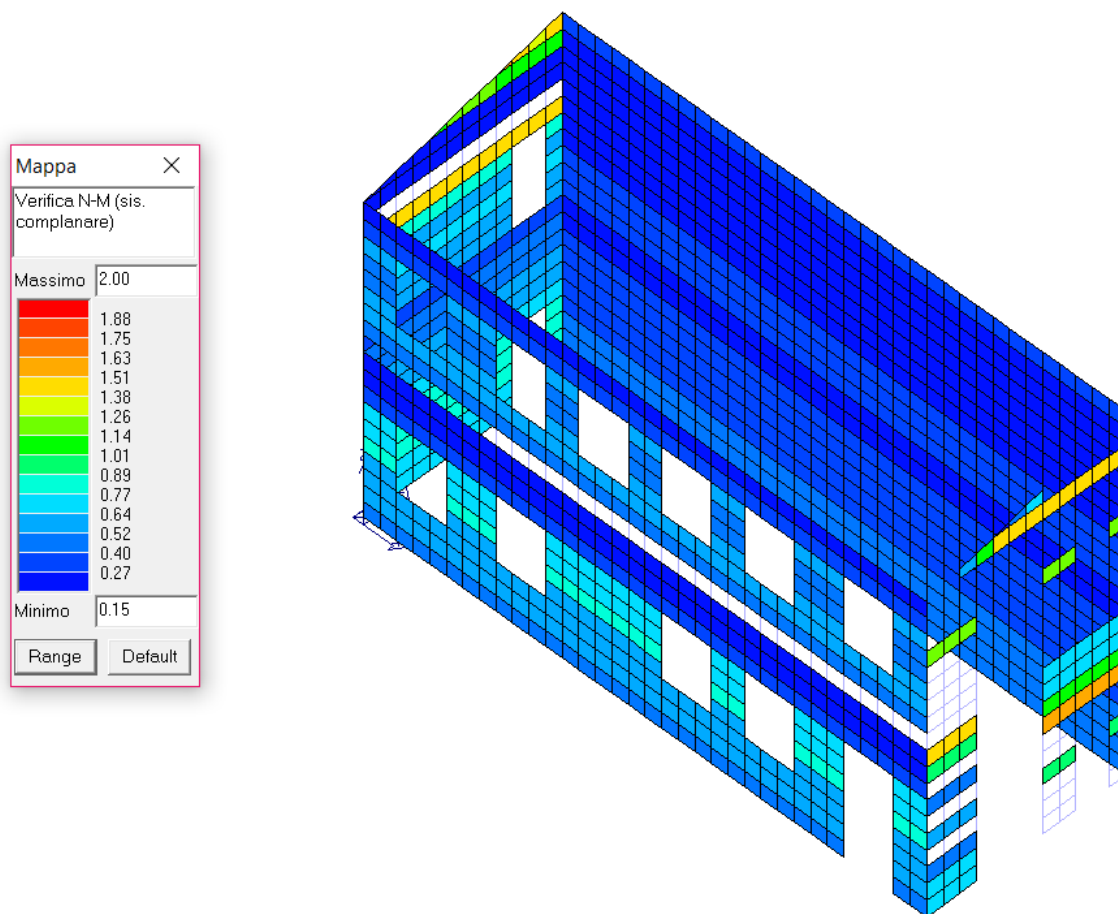 Mappa
Verifica N-M (sis.
complanare)
Massimo 2.00
1.88
1.75
1.63
1.51
1.38
1.26
1.14
1.01
0.89
0.77
0.64
0.52
0.40
0.27
Minimo 0.15
Range Default